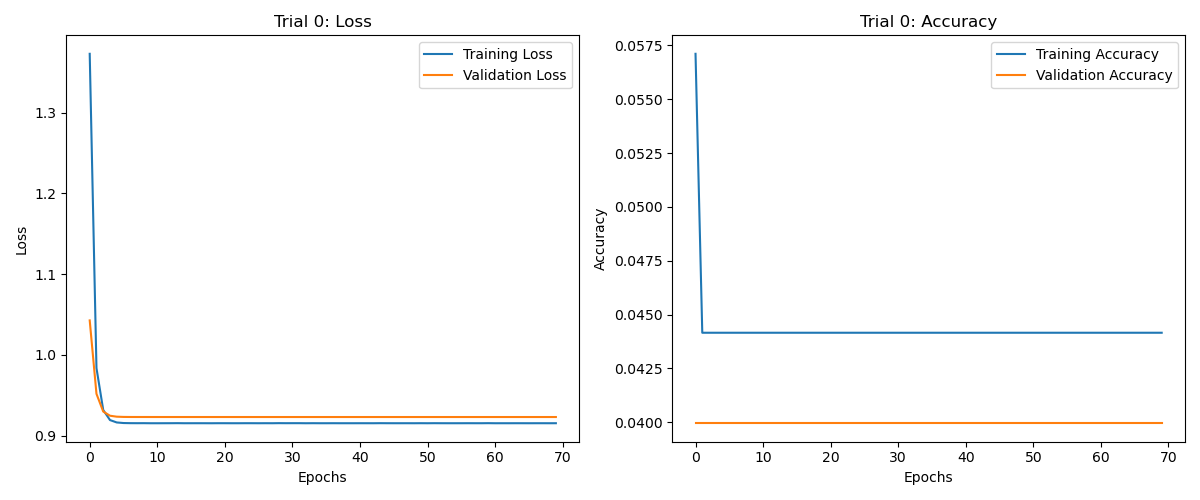 Trial 0: Loss
Training Loss
Validation Loss
1.3
1.2
1.1
1.0
0.9
Loss
0 10 20 30 40 50 60 70
Epochs
Trial 0: Accuracy
Training Accuracy
Validation Accuracy
0.0575
0.0550
0.0525
0.0500
0.0475
0.0450
0.0425
0.0400
Accuracy
0 10 20 30 40 50 60 70
Epochs